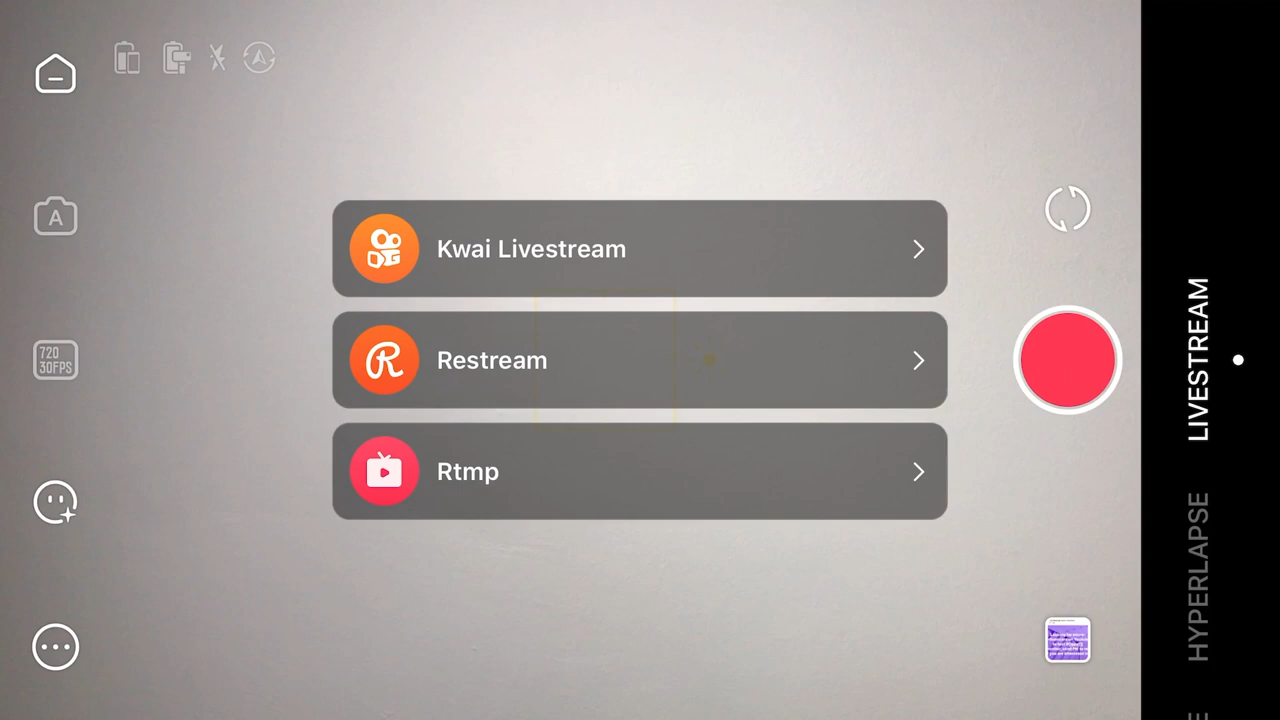 A
720
30FPS
Kwai Livestream
Restream
R
Rtmp
LIVESTREAM
HYPERLAPSE